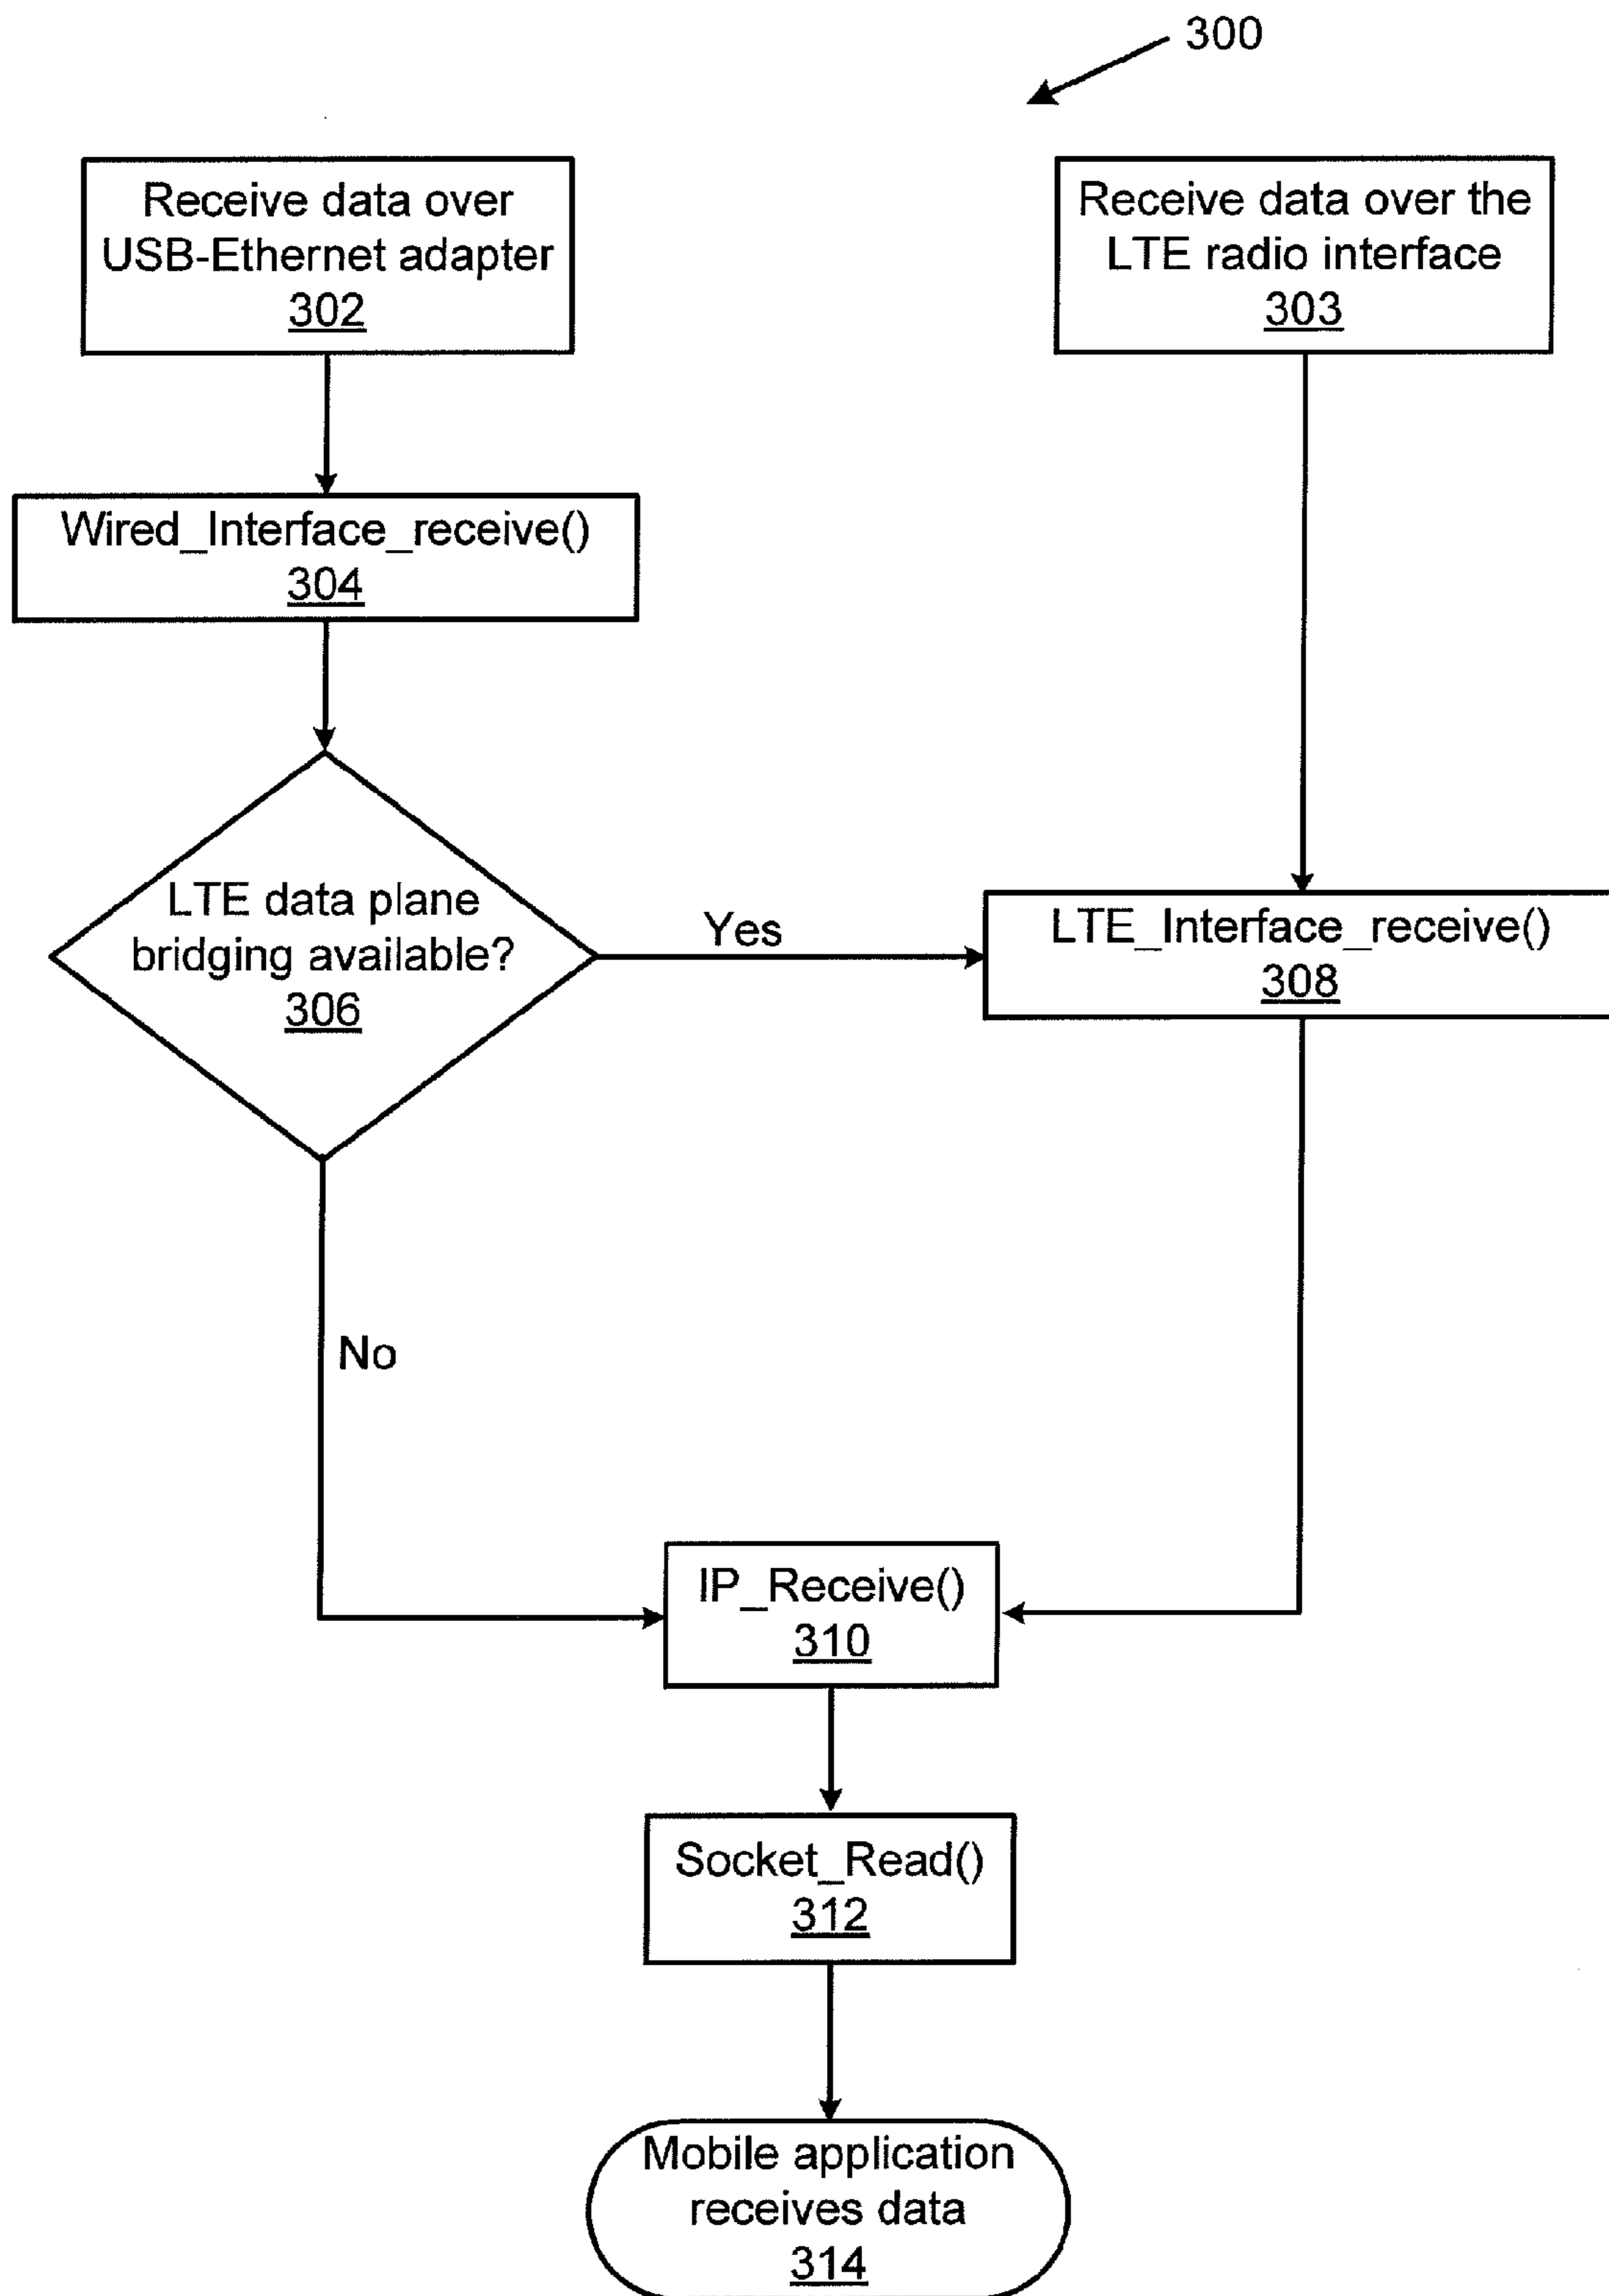 300
Receive data over
USB-Ethernet adapter
302
Receive data over the
LTE radio interface
303
Wired_Interface_receive()
304
LTE data plane
bridging available?
306
Yes
LTE_Interface_receive()
308
No
IP_Receive()
310
Socket_Read()
312
Mobile application
receives data
314